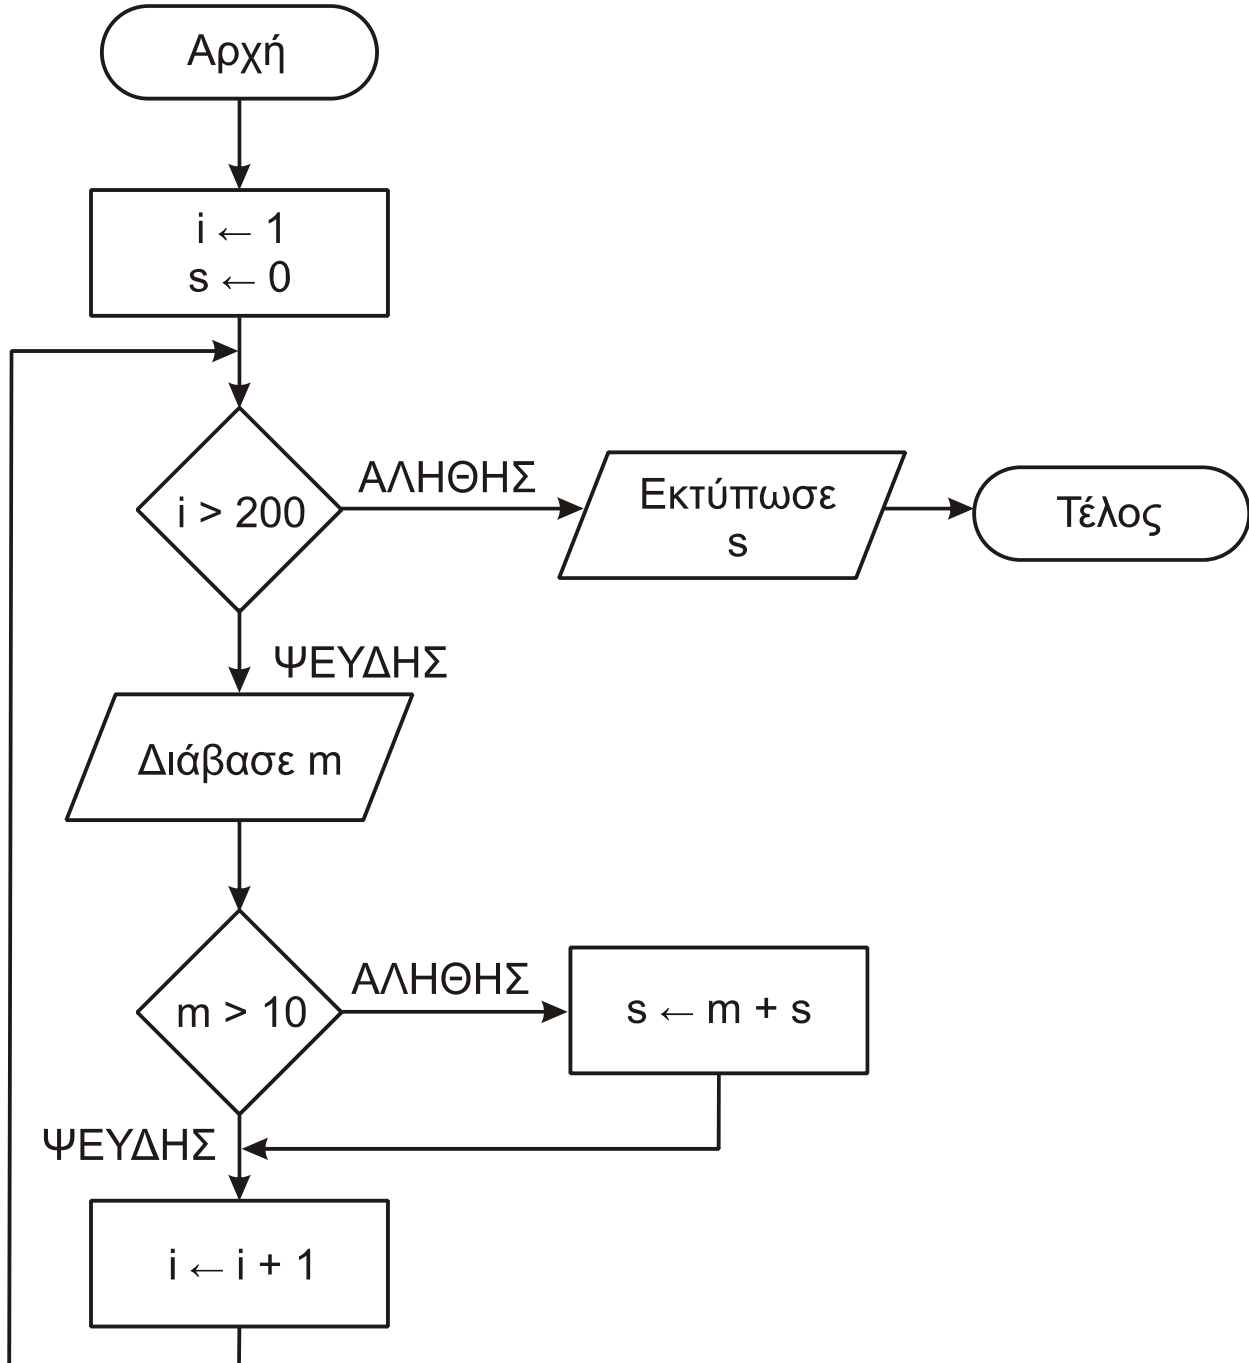 Αρχή
i ← 1
s ← 0
i > 200
ΑΛΗΘΗΣ
Εκτύπωσε
s
Τέλος
ΨΕΥΔΗΣ
Διάβασε m
m > 10
ΑΛΗΘΗΣ
s ← m + s
ΨΕΥΔΗΣ
i ← i + 1